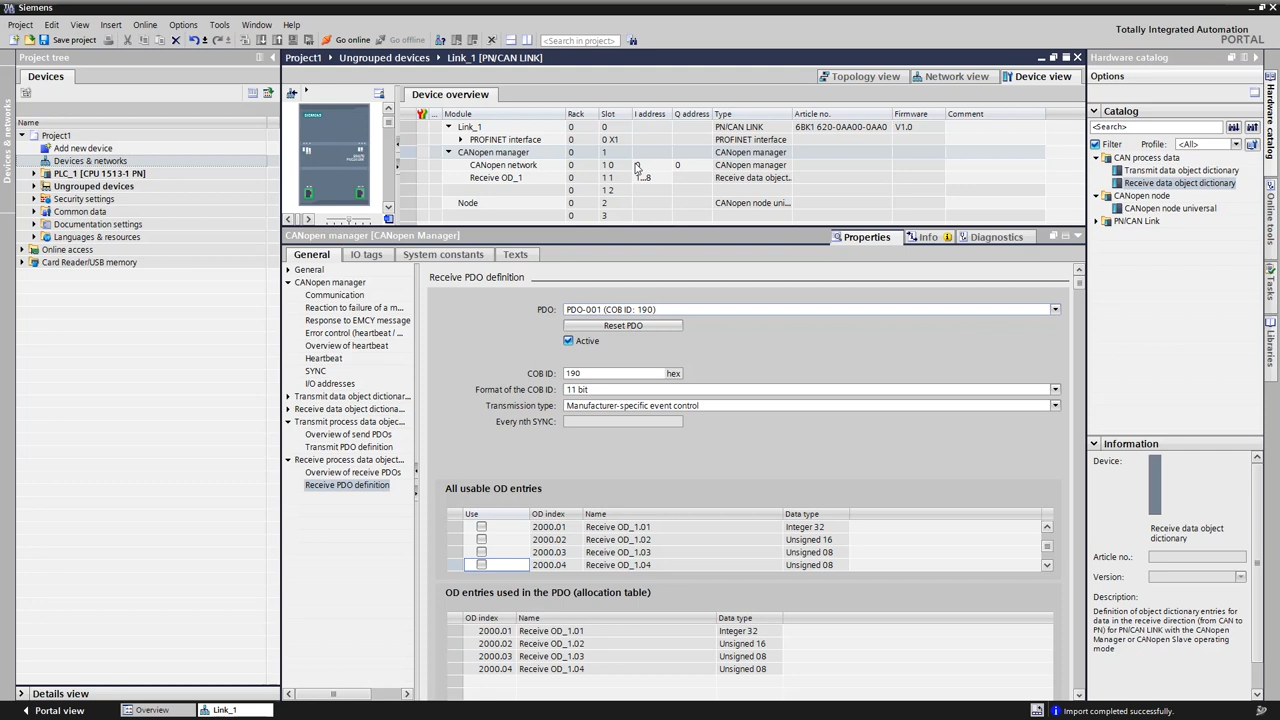 Siemens
Project Edit View Insert Online Options Tools Window Help
Save project Go online Go offline <Search in project>
Totally Integrated Automation
PORTAL
Project tree
Devices
Name
Project1
Add new device
Devices & networks
PLC_1 [CPU 1513-1 PN]
Ungrouped devices
Security settings
Common data
Documentation settings
Languages & resources
Online access
Card Reader/USB memory
Details view
Devices & networks
Project1 Ungrouped devices Link_1 [PN/CAN LINK]
Topology view Network view Device view
Device overview
... Module Rack Slot I address Q address Type Article no. Firmware Comment
Link_1 0 0 PN/CAN LINK 6BK1 620-0AA00-0AA0 V1.0
PROFINET interface 0 0 X1 PROFINET interface
CANopen manager 0 1 CANopen manager
CANopen network 0 1 0 0 CANopen manager
Receive OD_1 0 1 1 1...8 Receive data object...
0 1 2
Node 0 2 CANopen node uni...
0 3
SIEMENS
CANopen manager [CANopen Manager]
Properties Info Diagnostics
General IO tags System constants Texts
General
CANopen manager
Communication
Reaction to failure of a m...
Response to EMCY message
Error control (heartbeat / ...
Overview of heartbeat
Heartbeat
SYNC
I/O addresses
Transmit data object dictionar...
Receive data object dictiona...
Transmit process data objec...
Overview of send PDOs
Transmit PDO definition
Receive process data object...
Overview of receive PDOs
Receive PDO definition
Receive PDO definition
PDO: PDO-001 (COB ID: 190)
Reset PDO
Active
COB ID: 190 hex
Format of the COB ID: 11 bit
Transmission type: Manufacturer-specific event control
Every nth SYNC:
All usable OD entries
Use OD index Name Data type
2000.01 Receive OD_1.01 Integer 32
2000.02 Receive OD_1.02 Unsigned 16
2000.03 Receive OD_1.03 Unsigned 08
2000.04 Receive OD_1.04 Unsigned 08
OD entries used in the PDO (allocation table)
OD index Name Data type
2000.01 Receive OD_1.01 Integer 32
2000.02 Receive OD_1.02 Unsigned 16
2000.03 Receive OD_1.03 Unsigned 08
2000.04 Receive OD_1.04 Unsigned 08
Hardware catalog
Options
Catalog
<Search>
Filter Profile: <All>
CAN process data
Transmit data object dictionary
Receive data object dictionary
CANopen node
CANopen node universal
PN/CAN Link
Information
Device:
Receive data object
dictionary
Article no.:
Version:
Description:
Definition of object dictionary entries for
data in the receive direction (from CAN to
PN) for PN/CAN LINK with the CANopen
Manager or CANopen Slave operating
mode
Hardware catalog
Online tools
Tasks
Libraries
Portal view Overview Link_1 Import completed successfully.